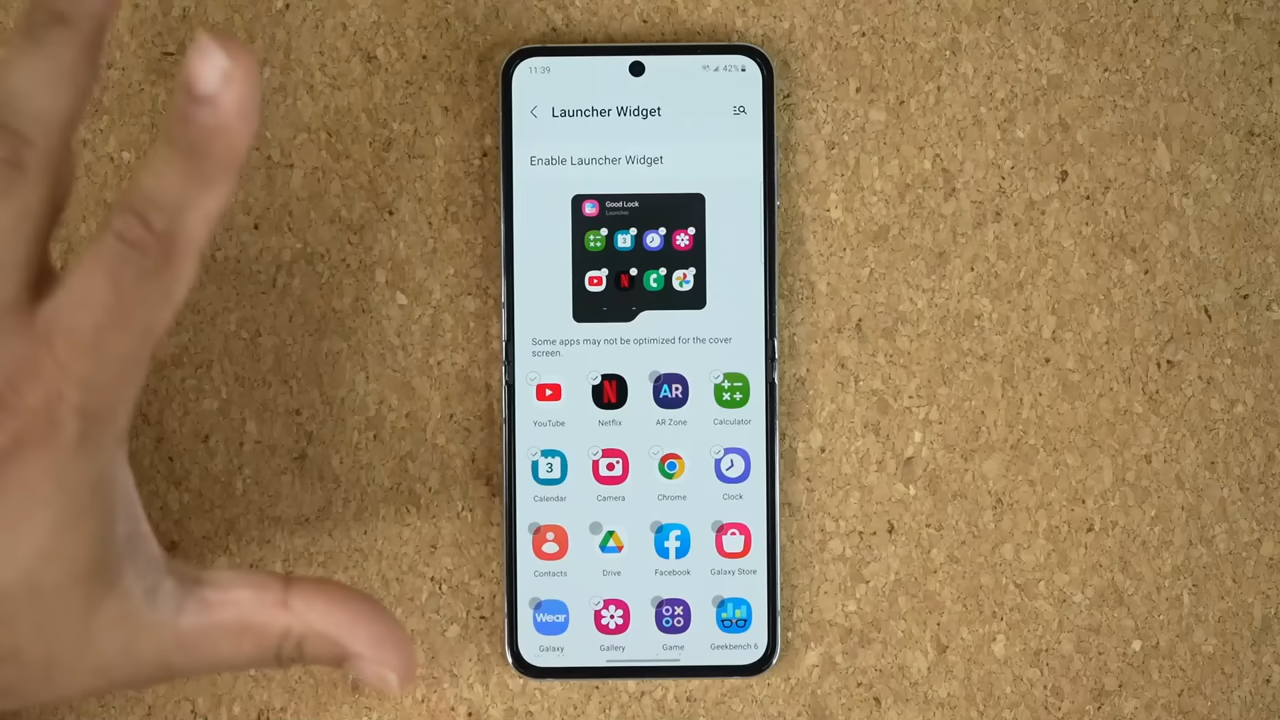 11:39 42%
Launcher Widget
Enable Launcher Widget
Good Lock
Launcher
3
N
Some apps may not be optimized for the cover
screen.
N AR
YouTube Netflix AR Zone Calculator
3
Calendar Camera Chrome Clock
Contacts Drive Facebook Galaxy Store
Wear
Galaxy Gallery Game Geekbench 6